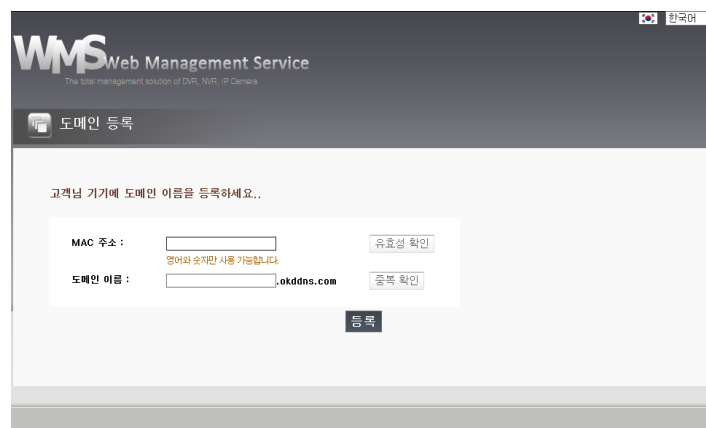 한국어
WMS Web Management Service
The total management solution of DVR, NVR, IP Camera
도메인 등록
고객님 기기에 도메인 이름을 등록하세요..
MAC 주소 : 유효성 확인
영어와 숫자만 사용 가능합니다.
도메인 이름 : .okddns.com 중복 확인
등록